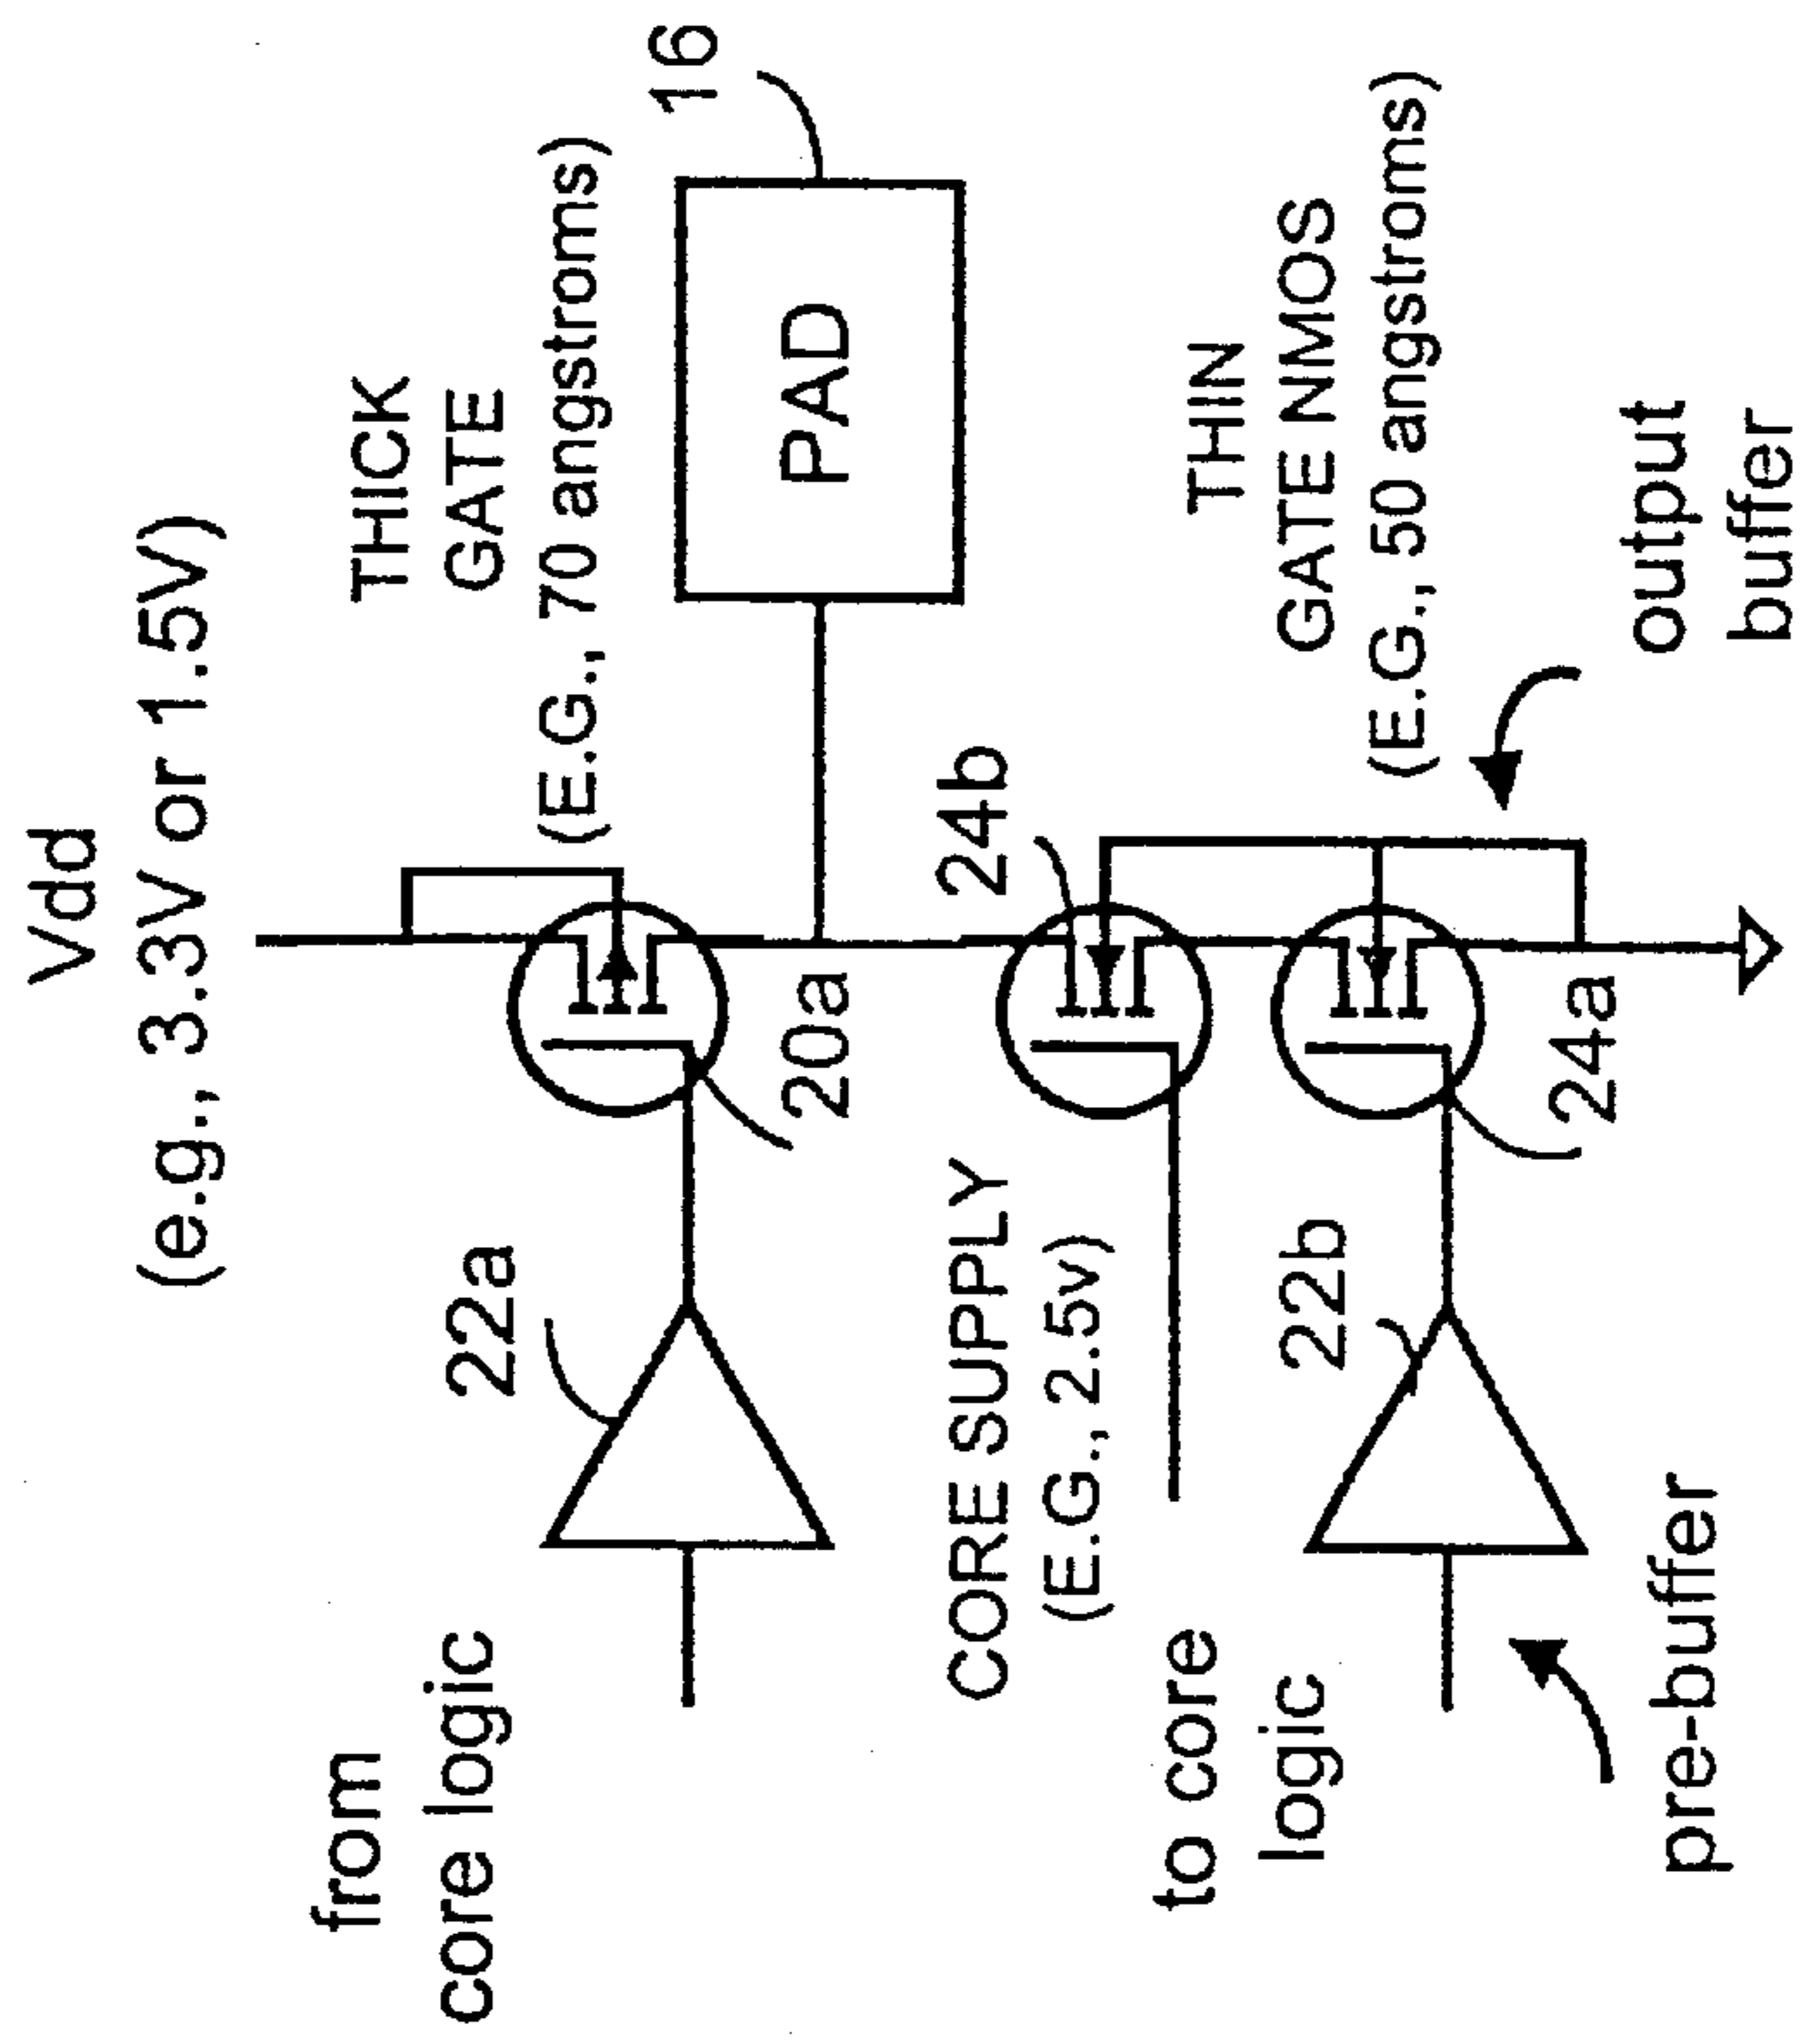 Vdd
(e.g., 3.3V or 1.5V)
from
core logic
22a
THICK
GATE
(E.G., 70 angstroms)
16
PAD
20a
CORE SUPPLY
(E.G., 2.5v)
24b
to core
logic
22b
THIN
GATE NMOS
(E.G., 50 angstroms)
24a
pre-buffer
output
buffer